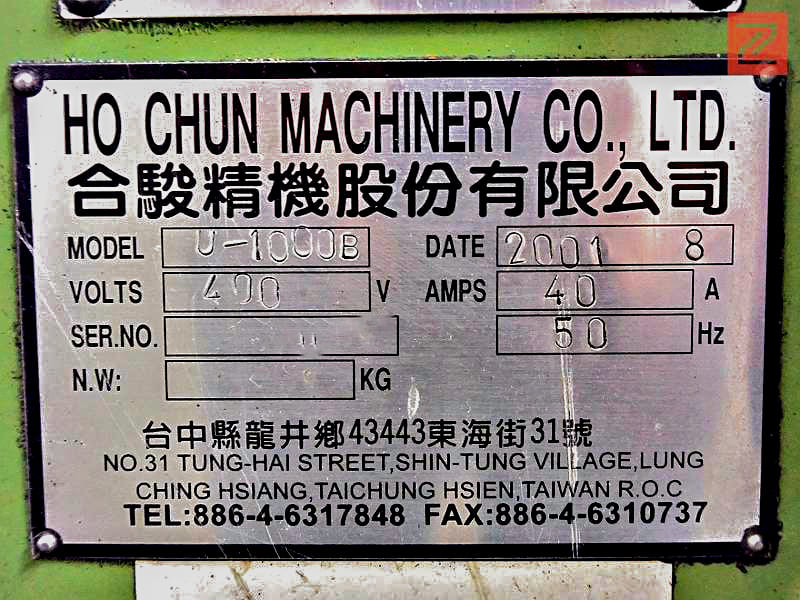 HO CHUN MACHINERY CO., LTD.
合駿精機股份有限公司
MODEL U-1000B DATE 2001 8
VOLTS 400 V AMPS 40 A
SER.NO. 50 Hz
N.W: KG
台中縣龍井鄉43443東海街31號
NO.31 TUNG-HAI STREET,SHIN-TUNG VILLAGE,LUNG
CHING HSIANG,TAICHUNG HSIEN,TAIWAN R.O.C
TEL:886-4-6317848 FAX:886-4-6310737